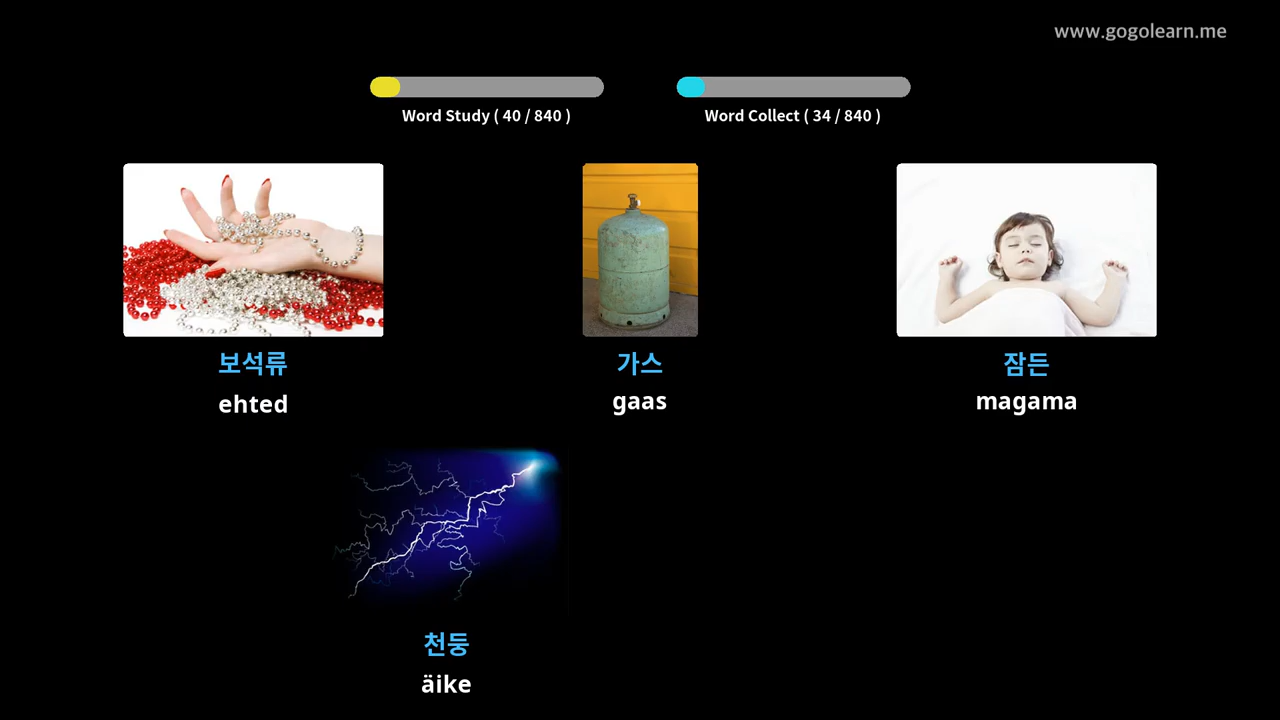 www.gogolearn.me
Word Study ( 40 / 840 )
Word Collect ( 34 / 840 )
보석류
ehted
가스
gaas
잠든
magama
천둥
äike